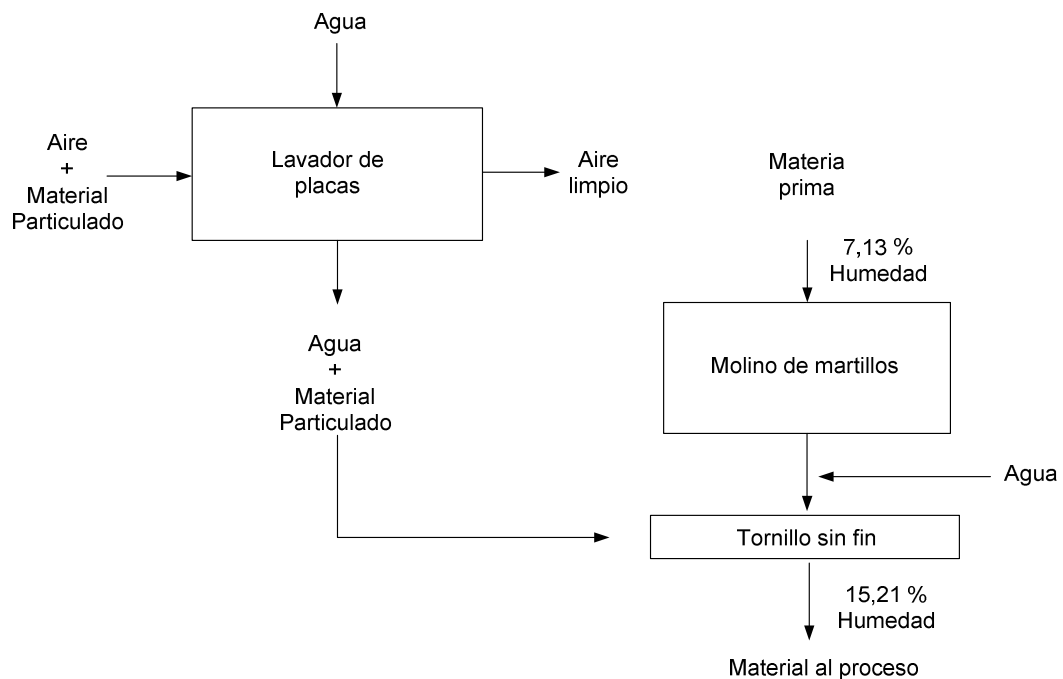 Agua
Aire
+
Material
Particulado
Lavador de
placas
Aire
limpio
Agua
+
Material
Particulado
Materia
prima
7,13 %
Humedad
Molino de martillos
Agua
Tornillo sin fin
15,21 %
Humedad
Material al proceso